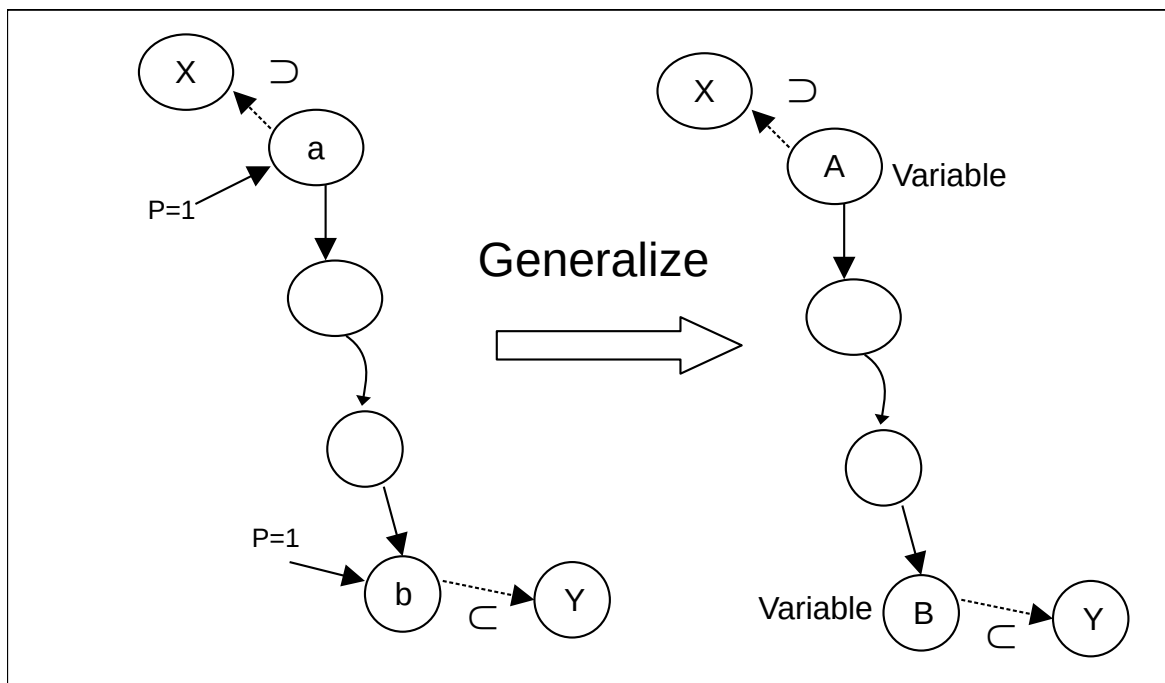 X
⊃
a
P=1
Generalize
P=1
b
⊂
Y
X
⊃
A
Variable
Variable
B
⊂
Y